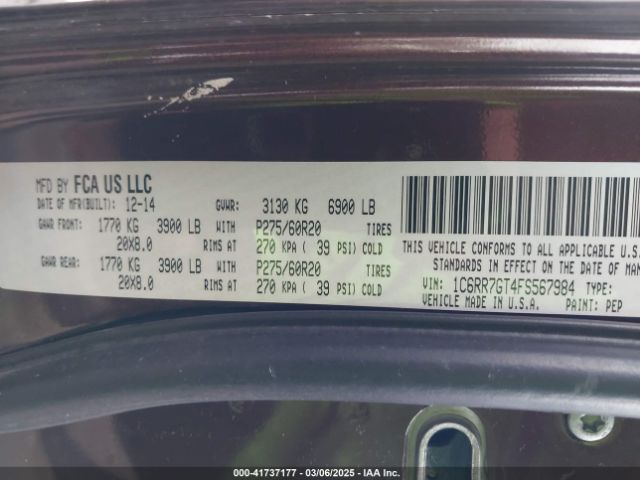 MFD BY FCA US LLC
DATE OF MFR(BUILT): 12-14 GVWR: 3130 KG 6900 LB
GAWR FRONT: 1770 KG 3900 LB WITH P275/60R20 TIRES
20X8.0 RIMS AT 270 KPA ( 39 PSI) COLD
GAWR REAR: 1770 KG 3900 LB WITH P275/60R20 TIRES
20X8.0 RIMS AT 270 KPA ( 39 PSI) COLD
THIS VEHICLE CONFORMS TO ALL APPLICABLE U.S.
STANDARDS IN EFFECT ON THE DATE OF
VIN: 1C6RR7GT4FS567984 TYPE:
VEHICLE MADE IN U.S.A. PAINT: PEP
000-41737177 - 03/06/2025 - IAA Inc.